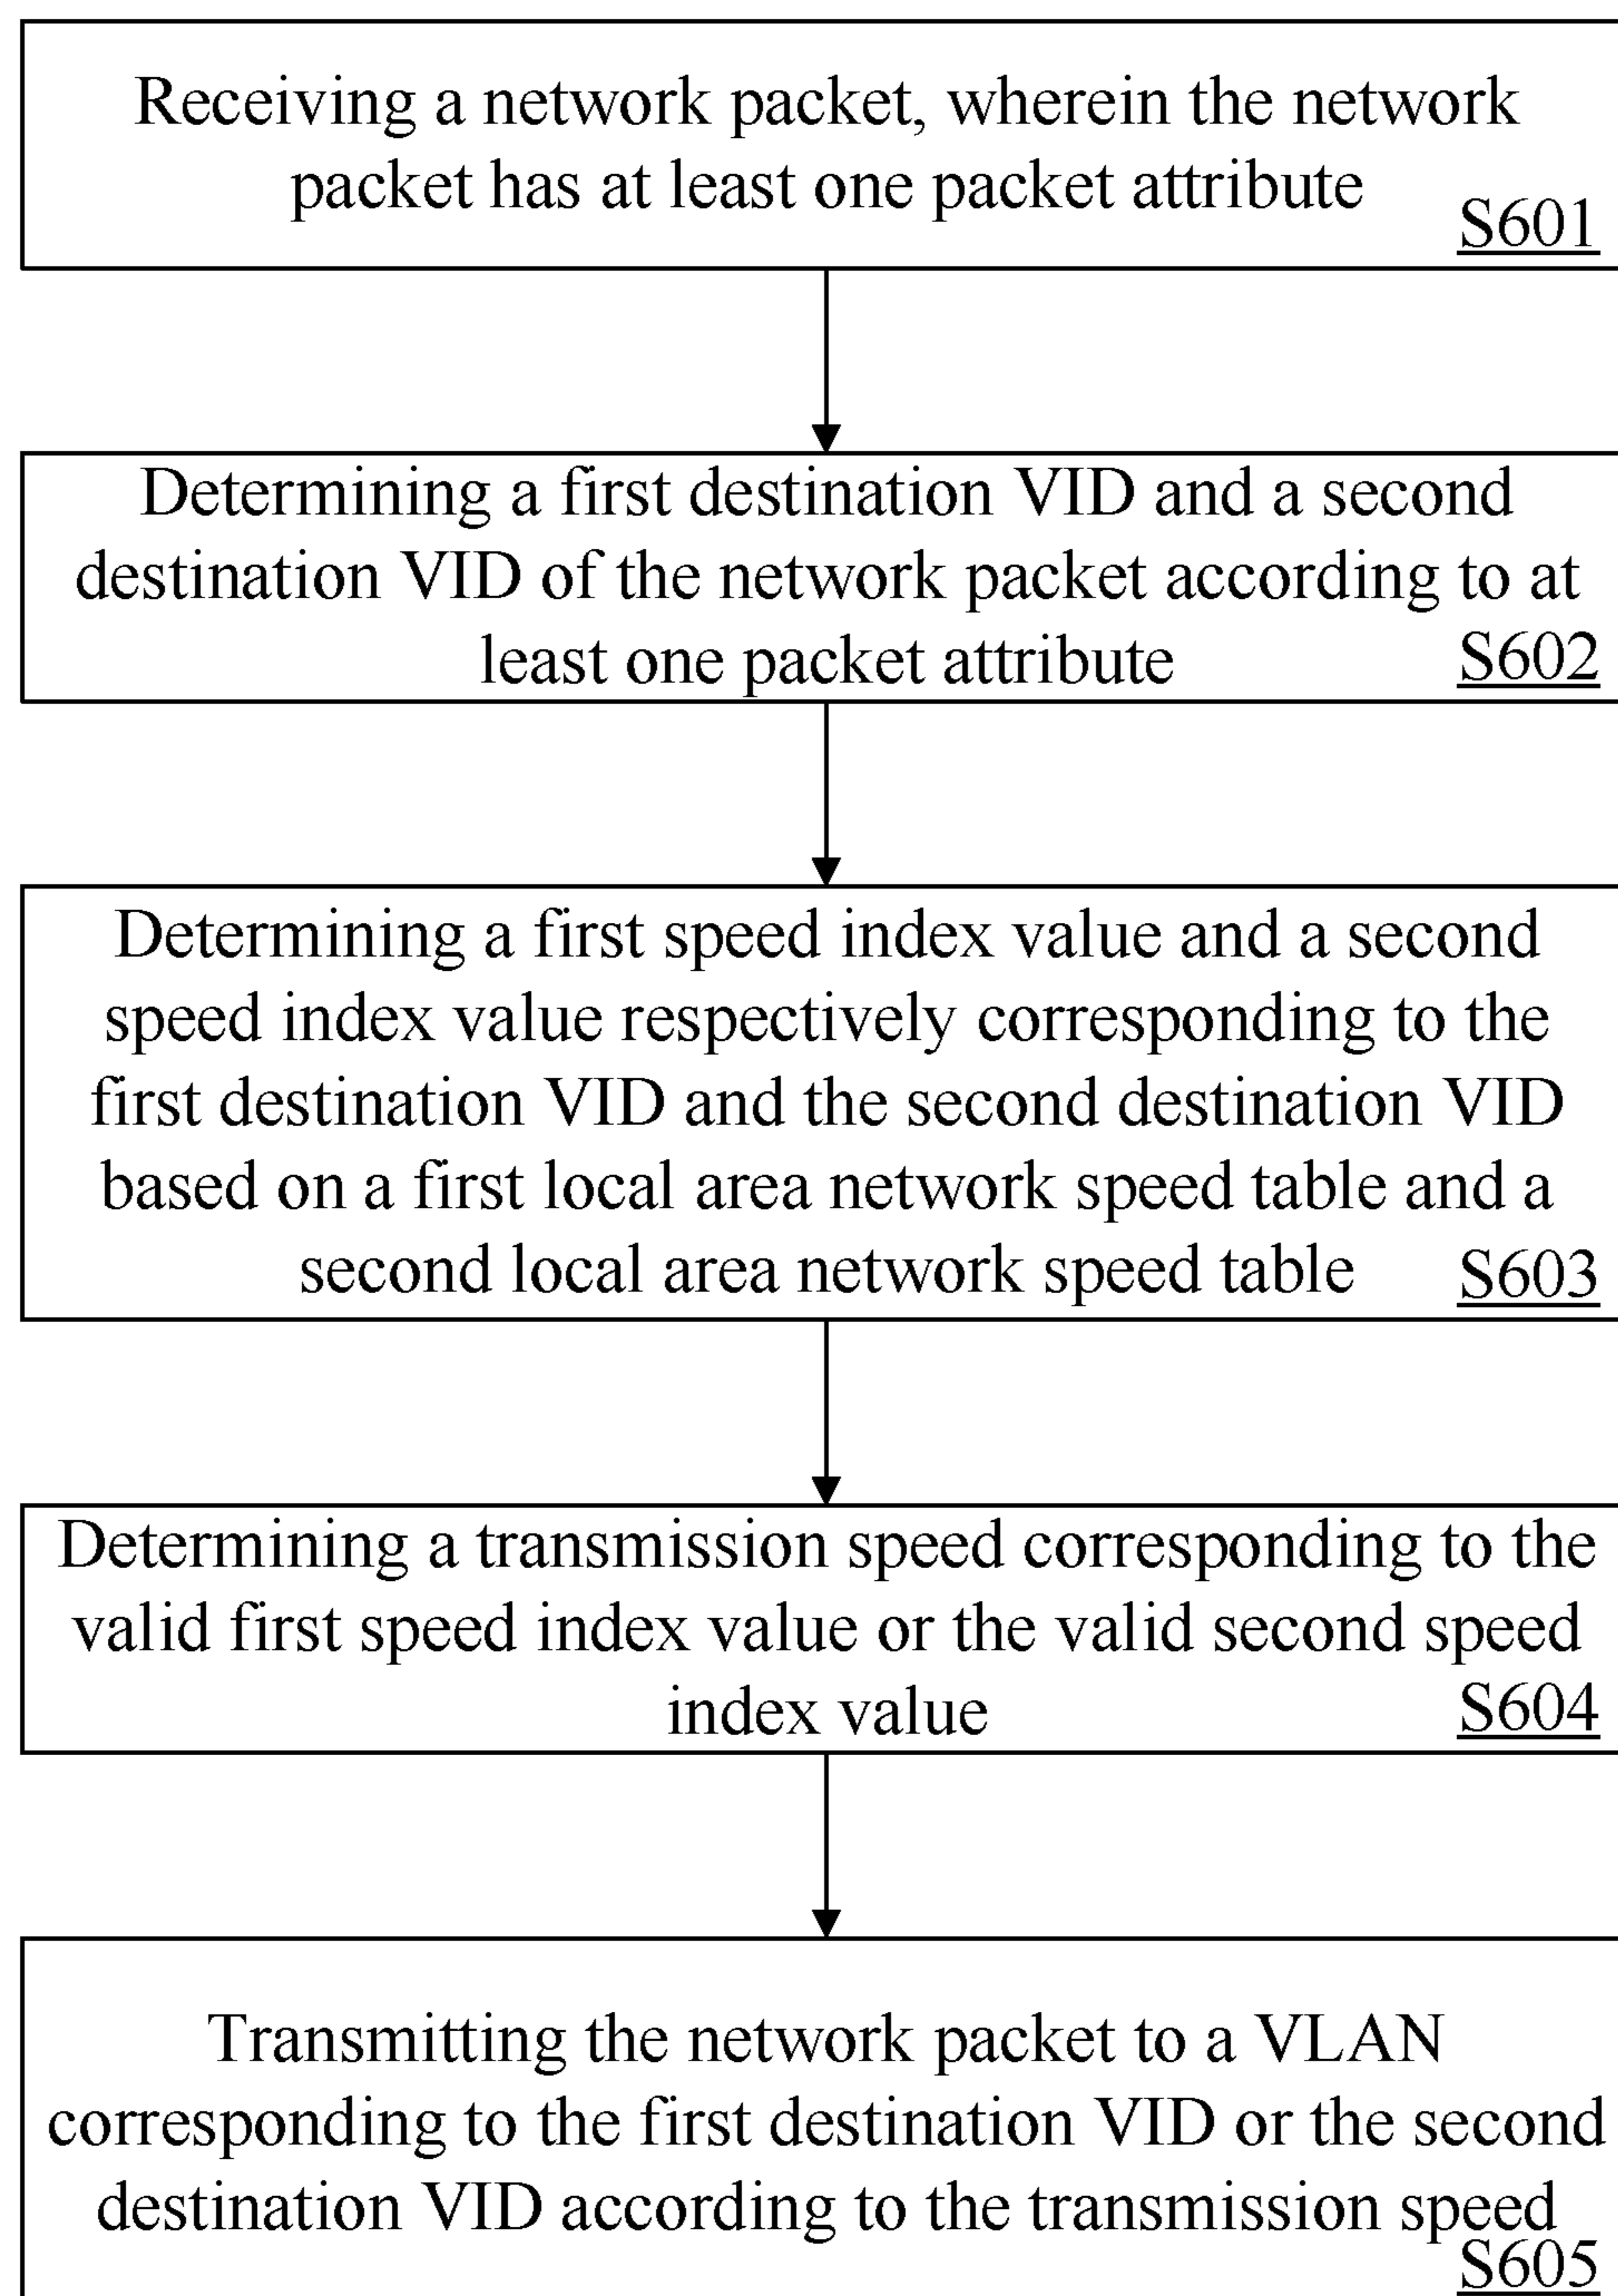 Receiving a network packet, wherein the network
packet has at least one packet attribute
S601
Determining a first destination VID and a second
destination VID of the network packet according to at
least one packet attribute
S602
Determining a first speed index value and a second
speed index value respectively corresponding to the
first destination VID and the second destination VID
based on a first local area network speed table and a
second local area network speed table
S603
Determining a transmission speed corresponding to the
valid first speed index value or the valid second speed
index value
S604
Transmitting the network packet to a VLAN
corresponding to the first destination VID or the second
destination VID according to the transmission speed
S605